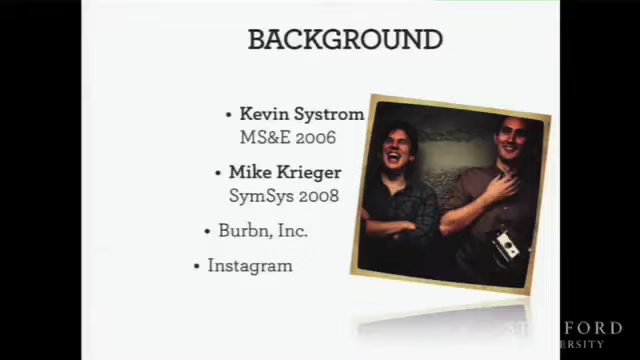 BACKGROUND
• Kevin Systrom
MS&E 2006
• Mike Krieger
SymSys 2008
• Burbn, Inc.
• Instagram